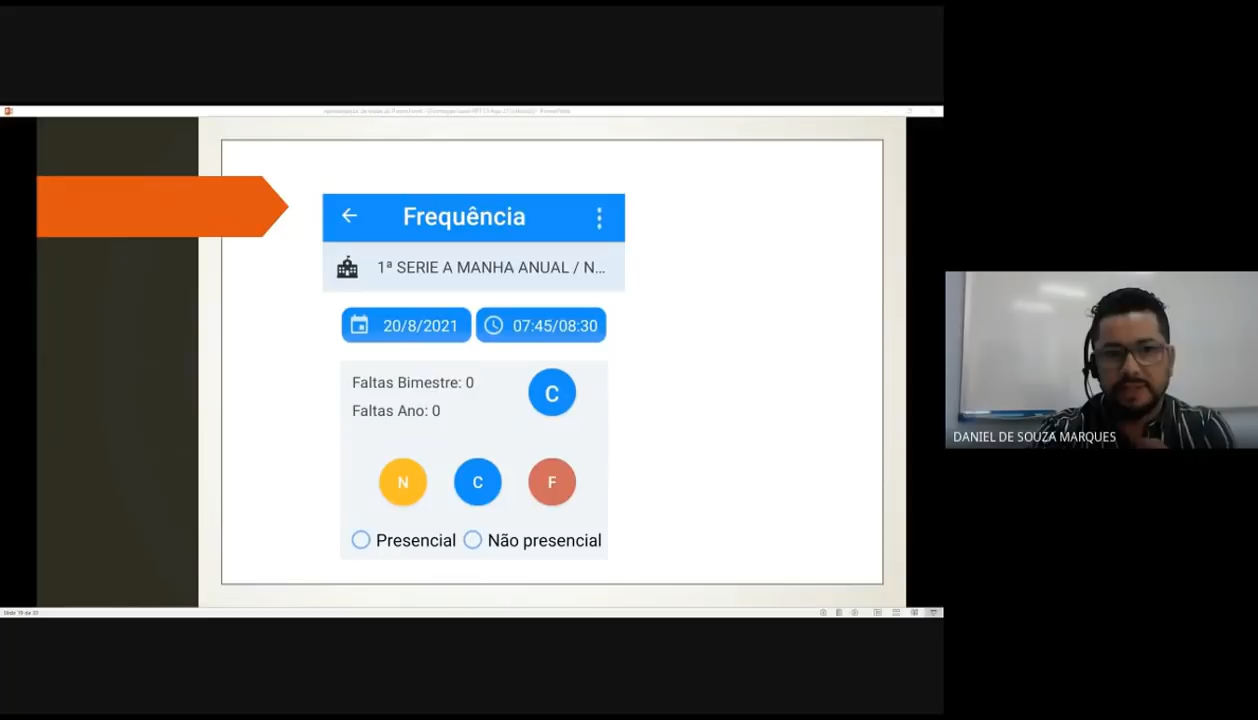 Frequência
1ª SERIE A MANHA ANUAL / N...
20/8/2021
07:45/08:30
Faltas Bimestre: 0
C
Faltas Ano: 0
N
C
F
Presencial
Não presencial
DANIEL DE SOUZA MARQUES